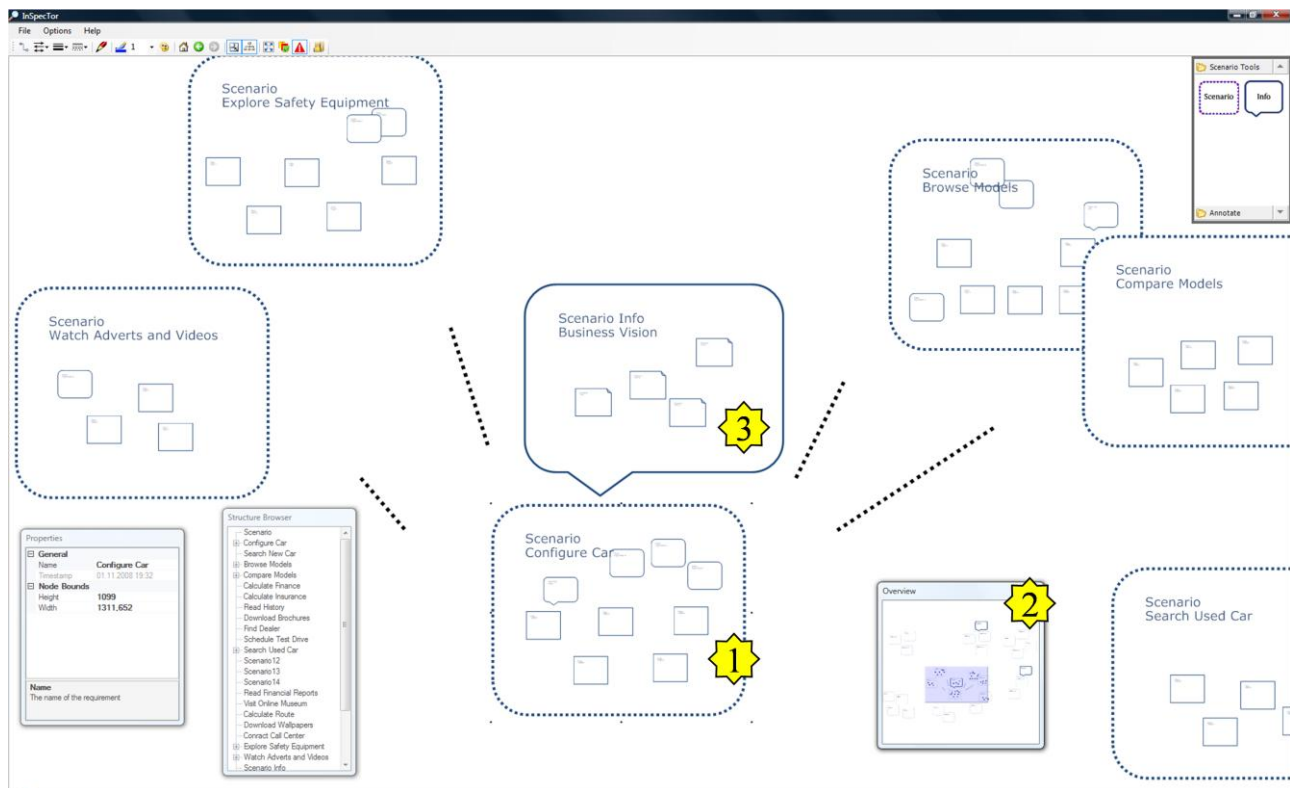 InSpecTor
File Options Help
1
Scenario
Explore Safety Equipment
Scenario Tools
Scenario Info
Annotate
Scenario
Browse Models
Scenario
Compare Models
Scenario
Watch Adverts and Videos
Scenario Info
Business Vision
3
Scenario
Configure Car
1
Properties
General
Name Configure Car
Timestamp 01.11.2008 19:32
Node Bounds
Height 1099
Width 1311,652
Name
The name of the requirement
Structure Browser
Scenario
Configure Car
Search New Car
Browse Models
Compare Models
Calculate Finance
Calculate Insurance
Read History
Download Brochures
Find Dealer
Schedule Test Drive
Search Used Car
Scenario12
Scenario13
Scenario14
Read Financial Reports
Visit Online Museum
Calculate Route
Download Wallpapers
Conract Call Center
Explore Safety Equipment
Watch Adverts and Videos
Scenario Info
Overview
2
Scenario
Search Used Car